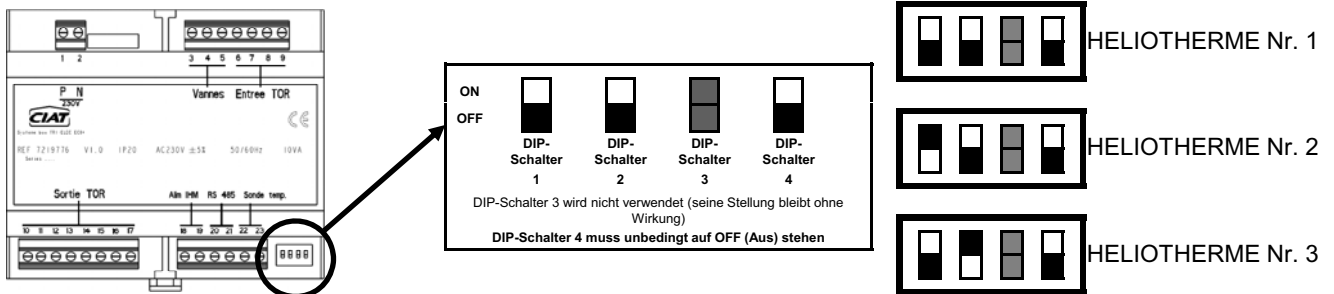 1 2
3 4 5 6 7 8 9
P N
230V
Vannes Entree TOR
CIAT
CE
REF 7219776 V1.0 IP20 AC230V ±5% 50/60Hz 10VA
Sortie TOR
Alim IHM RS 485 Sonde temp.
10 11 12 13 14 15 16 17
18 19 20 21 22 23
ON
OFF
DIP-Schalter 1
DIP-Schalter 2
DIP-Schalter 3
DIP-Schalter 4
DIP-Schalter 3 wird nicht verwendet (seine Stellung bleibt ohne
Wirkung)
DIP-Schalter 4 muss unbedingt auf OFF (Aus) stehen
HELIOTHERME Nr. 1
HELIOTHERME Nr. 2
HELIOTHERME Nr. 3